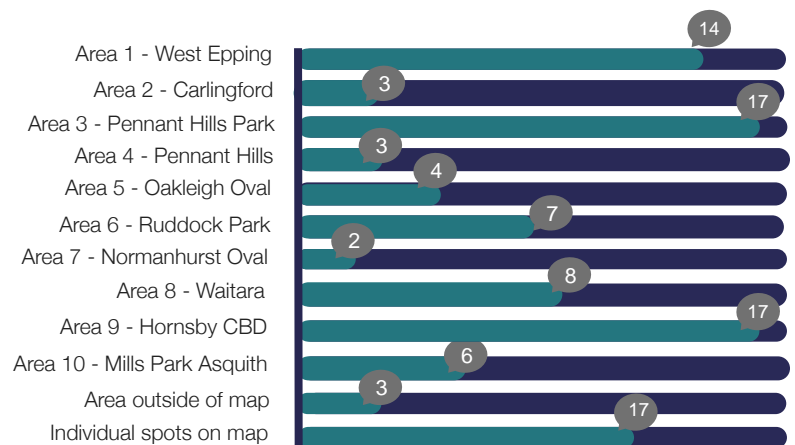 14
Area 1 - West Epping
3
Area 2 - Carlingford
17
Area 3 - Pennant Hills Park
3
Area 4 - Pennant Hills
4
Area 5 - Oakleigh Oval
7
Area 6 - Ruddock Park
2
Area 7 - Normanhurst Oval
8
Area 8 - Waitara
17
Area 9 - Hornsby CBD
6
Area 10 - Mills Park Asquith
3
Area outside of map
17
Individual spots on map